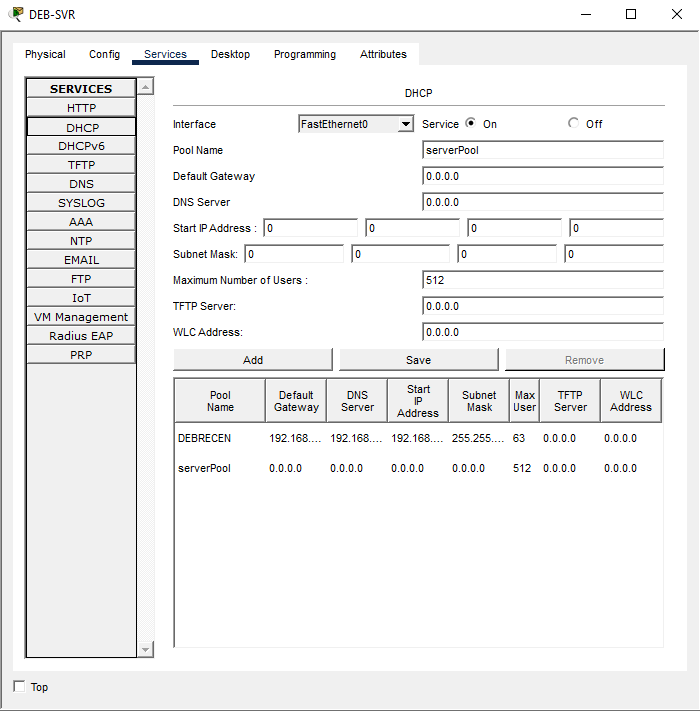 DEB-SVR
Physical Config Services Desktop Programming Attributes
SERVICES
HTTP
DHCP
DHCPv6
TFTP
DNS
SYSLOG
AAA
NTP
EMAIL
FTP
IoT
VM Management
Radius EAP
PRP
DHCP
Interface FastEthernet0 Service On Off
Pool Name serverPool
Default Gateway 0.0.0.0
DNS Server 0.0.0.0
Start IP Address : 0 0 0 0
Subnet Mask: 0 0 0 0
Maximum Number of Users : 512
TFTP Server: 0.0.0.0
WLC Address: 0.0.0.0
Add Save Remove
Pool Name Default Gateway DNS Server Start IP Address Subnet Mask Max User TFTP Server WLC Address
DEBRECEN 192.168.... 192.168.... 192.168.... 255.255.... 63 0.0.0.0 0.0.0.0
serverPool 0.0.0.0 0.0.0.0 0.0.0.0 0.0.0.0 512 0.0.0.0 0.0.0.0
Top